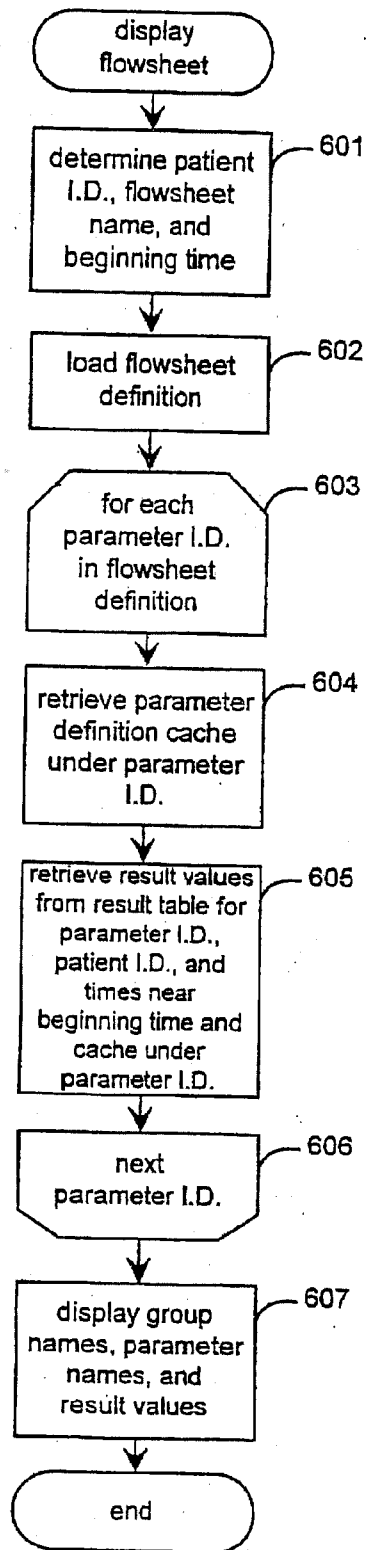 display
flowsheet
601
determine patient
I.D., flowsheet
name, and
beginning time
602
load flowsheet
definition
603
for each
parameter I.D.
in flowsheet
definition
604
retrieve parameter
definition cache
under parameter
I.D.
605
retrieve result values
from result table for
parameter I.D.,
patient I.D., and
times near
beginning time and
cache under
parameter I.D.
606
next
parameter I.D.
607
display group
names, parameter
names, and
result values
end